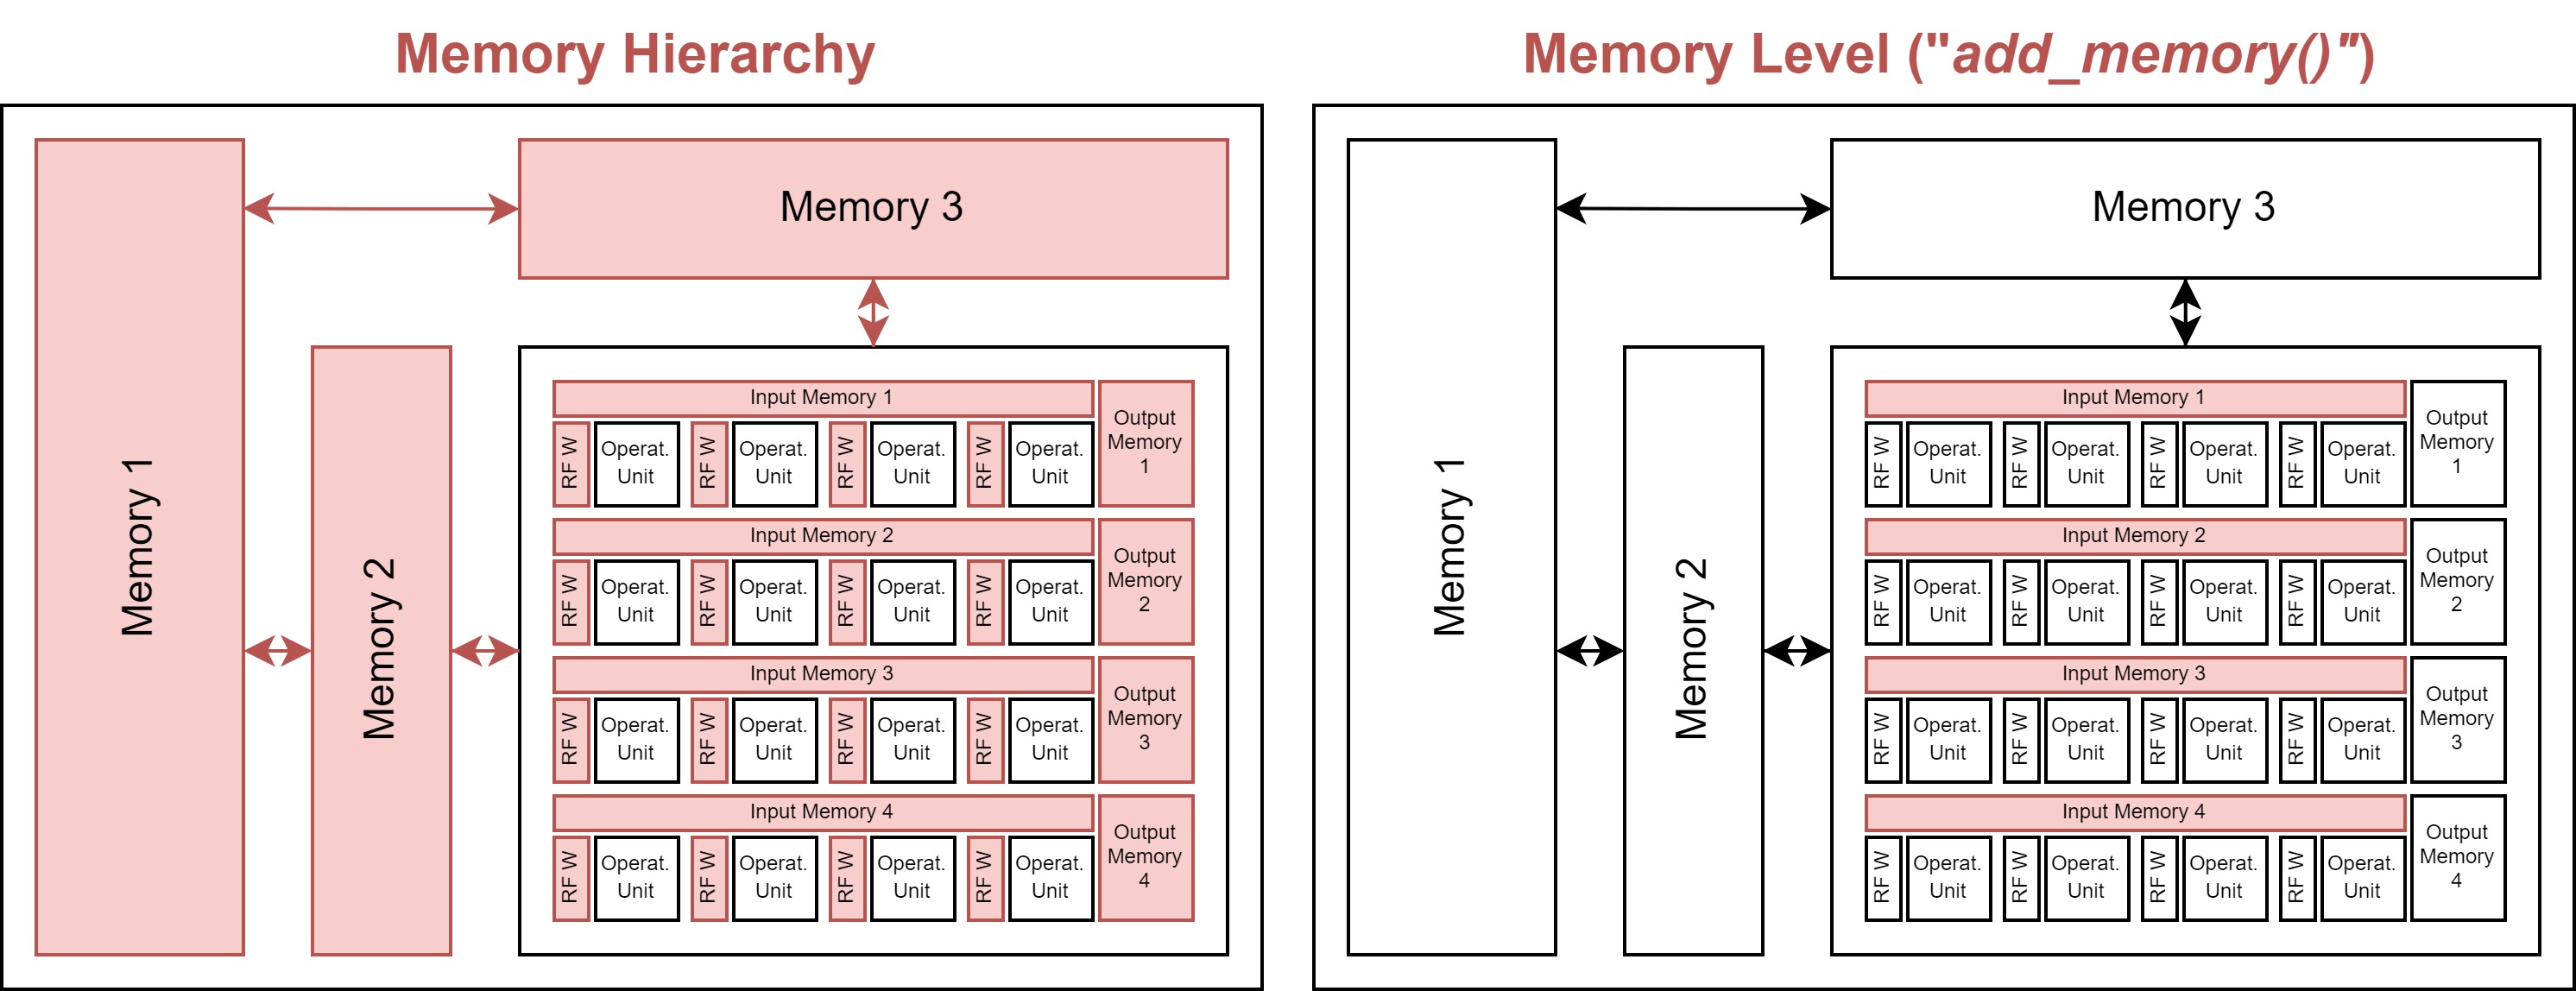 Memory Hierarchy
Memory 1
Memory 2
Memory 3
Input Memory 1
RF W
Operat.
Unit
RF W
Operat.
Unit
RF W
Operat.
Unit
RF W
Operat.
Unit
Output
Memory
1
Input Memory 2
RF W
Operat.
Unit
RF W
Operat.
Unit
RF W
Operat.
Unit
RF W
Operat.
Unit
Output
Memory
2
Input Memory 3
RF W
Operat.
Unit
RF W
Operat.
Unit
RF W
Operat.
Unit
RF W
Operat.
Unit
Output
Memory
3
Input Memory 4
RF W
Operat.
Unit
RF W
Operat.
Unit
RF W
Operat.
Unit
RF W
Operat.
Unit
Output
Memory
4
Memory Level ("add_memory()")
Memory 1
Memory 2
Memory 3
Input Memory 1
RF W
Operat.
Unit
RF W
Operat.
Unit
RF W
Operat.
Unit
RF W
Operat.
Unit
Output
Memory
1
Input Memory 2
RF W
Operat.
Unit
RF W
Operat.
Unit
RF W
Operat.
Unit
RF W
Operat.
Unit
Output
Memory
2
Input Memory 3
RF W
Operat.
Unit
RF W
Operat.
Unit
RF W
Operat.
Unit
RF W
Operat.
Unit
Output
Memory
3
Input Memory 4
RF W
Operat.
Unit
RF W
Operat.
Unit
RF W
Operat.
Unit
RF W
Operat.
Unit
Output
Memory
4